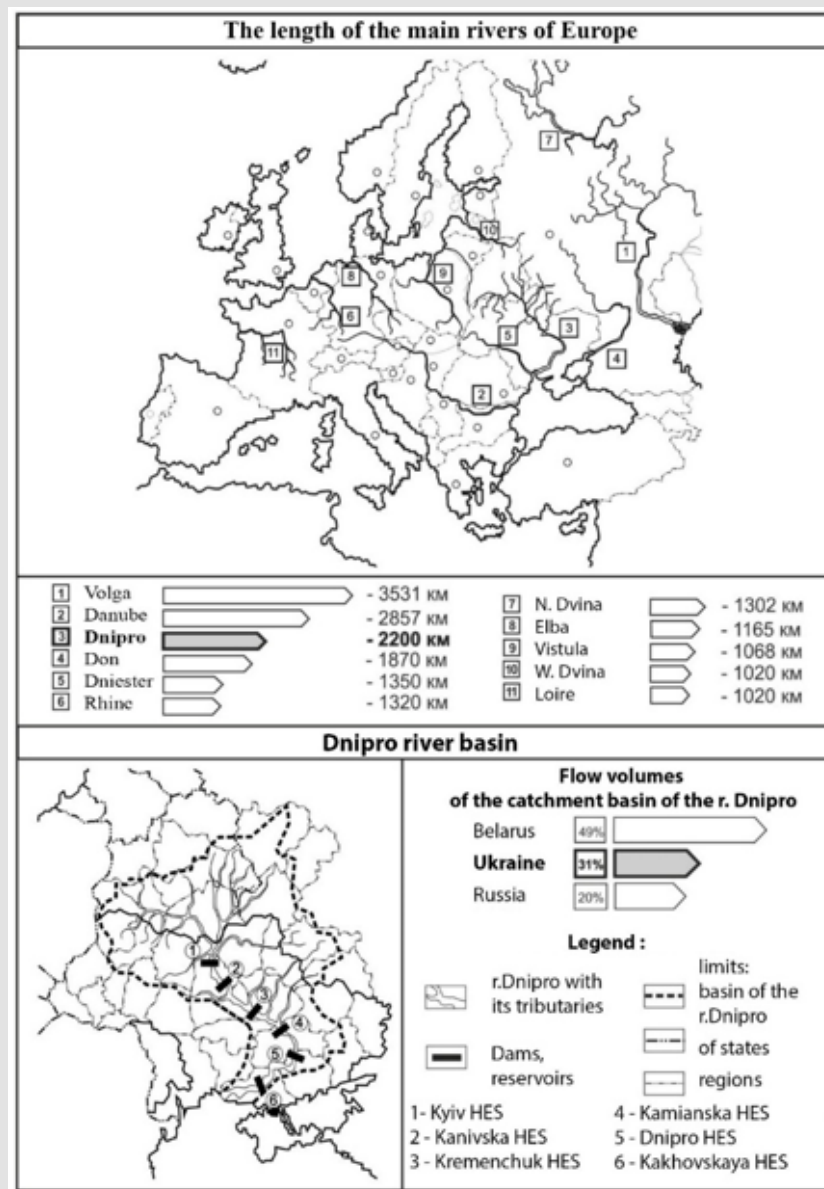 The length of the main rivers of Europe
7
1
10
8
9
6
5
3
11
4
2
1 Volga - 3531 км
2 Danube - 2857 км
3 Dnipro - 2200 км
4 Don - 1870 км
5 Dniester - 1350 км
6 Rhine - 1320 км
7 N. Dvina - 1302 км
8 Elba - 1165 км
9 Vistula - 1068 км
10 W. Dvina - 1020 км
11 Loire - 1020 км
Dnipro river basin
1
2
3
4
5
6
Flow volumes
of the catchment basin of the r. Dnipro
Belarus 49%
Ukraine 31%
Russia 20%
Legend :
r.Dnipro with
its tributaries
Dams,
reservoirs
limits:
basin of the
r.Dnipro
of states
regions
1- Kyiv HES
2 - Kanivska HES
3 - Kremenchuk HES
4 - Kamianska HES
5 - Dnipro HES
6 - Kakhovskaya HES